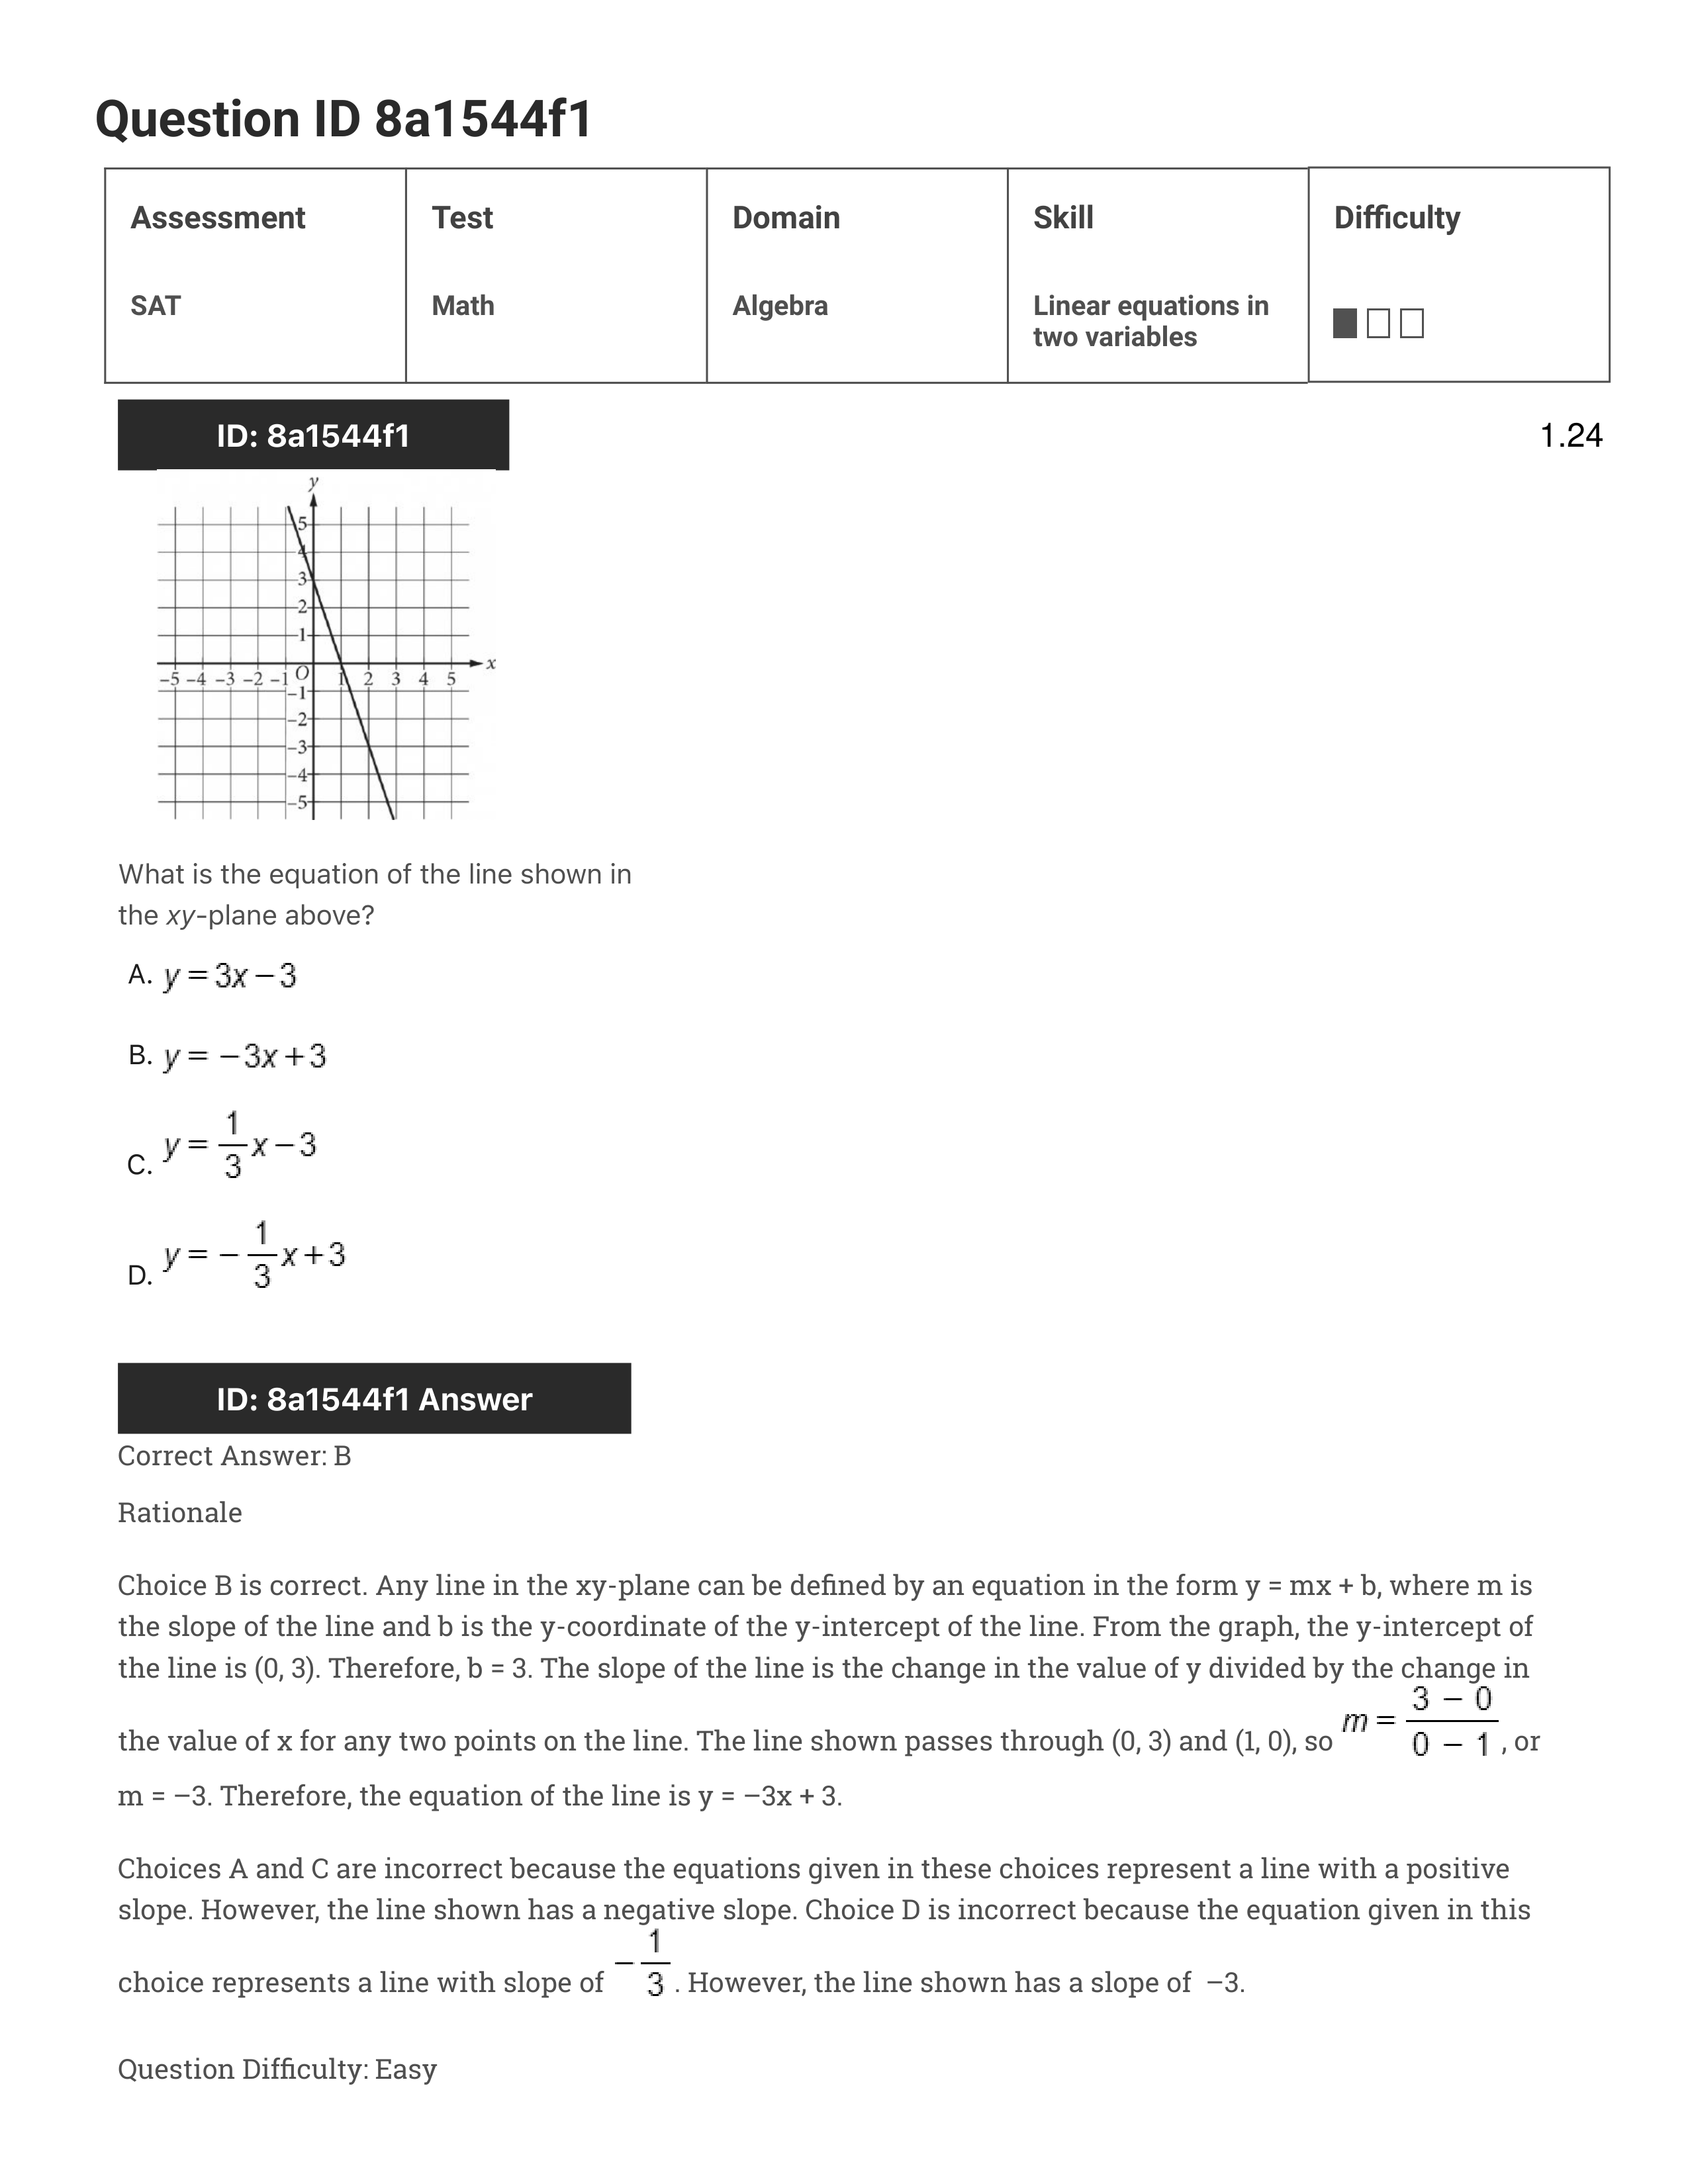 Question ID 8a1544f1
Assessment Test Domain Skill Difficulty
SAT Math Algebra Linear equations in
two variables
ID: 8a1544f1 1.24
y
5
4
3
2
1
x
-5 -4 -3 -2 -1 O 1 2 3 4 5
-1
-2
-3
-4
-5
What is the equation of the line shown in
the xy-plane above?
A. y = 3x − 3
B. y = −3x + 3
C. y = 1/3 x − 3
D. y = − 1/3 x + 3
ID: 8a1544f1 Answer
Correct Answer: B
Rationale
Choice B is correct. Any line in the xy-plane can be defined by an equation in the form y = mx + b, where m is
the slope of the line and b is the y-coordinate of the y-intercept of the line. From the graph, the y-intercept of
the line is (0, 3). Therefore, b = 3. The slope of the line is the change in the value of y divided by the change in
the value of x for any two points on the line. The line shown passes through (0, 3) and (1, 0), so m = (3 − 0)/(0 − 1) , or
m = −3. Therefore, the equation of the line is y = −3x + 3.
Choices A and C are incorrect because the equations given in these choices represent a line with a positive
slope. However, the line shown has a negative slope. Choice D is incorrect because the equation given in this
choice represents a line with slope of − 1/3 . However, the line shown has a slope of −3.
Question Difficulty: Easy